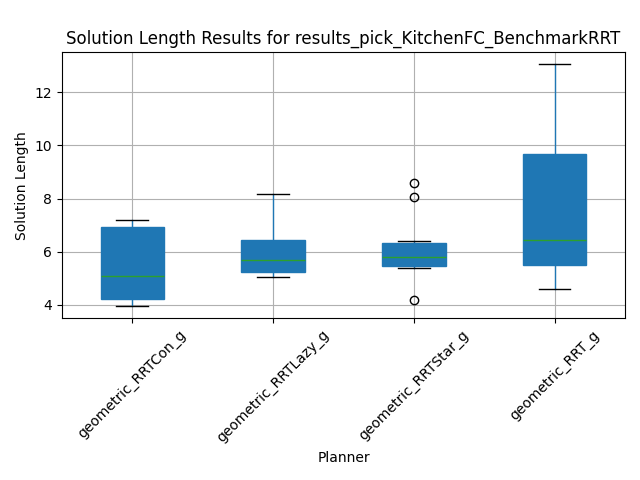 Solution Length Results for results_pick_KitchenFC_BenchmarkRRT
Solution Length
12
10
8
6
4
geometric_RRTCon_g
geometric_RRTLazy_g
geometric_RRTStar_g
geometric_RRT_g
Planner